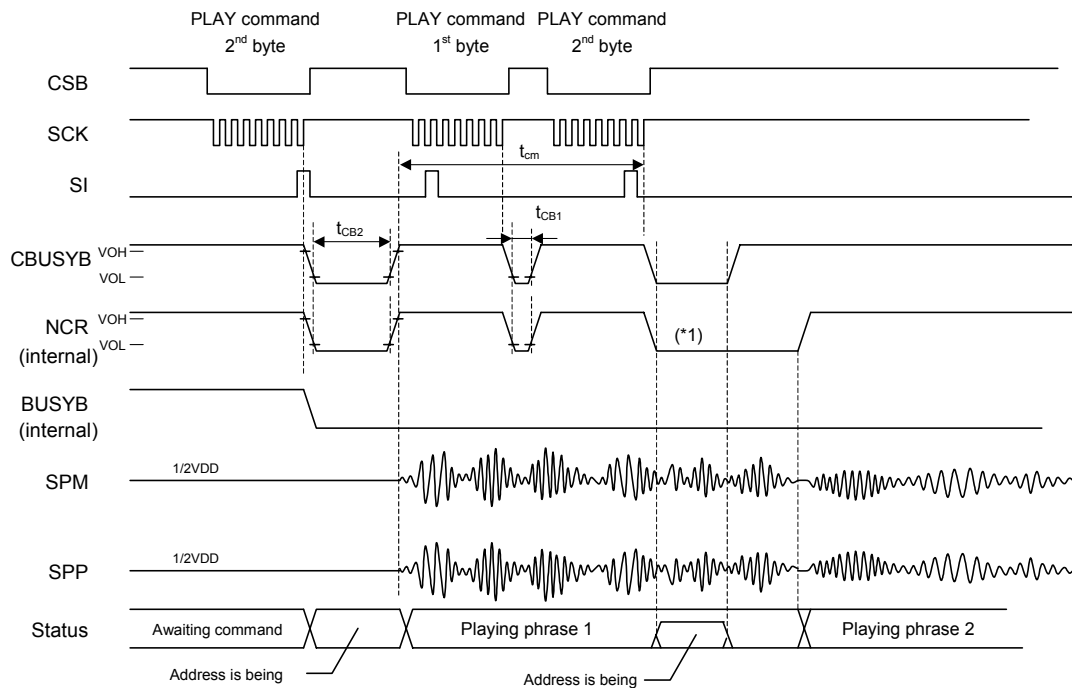 PLAY command
2nd byte
PLAY command
1st byte
PLAY command
2nd byte
CSB
SCK
tcm
SI
tCB2
tCB1
CBUSYB
VOH
VOL
NCR
(internal)
VOH
VOL
(*1)
BUSYB
(internal)
SPM
1/2VDD
SPP
1/2VDD
Status
Awaiting command
Playing phrase 1
Playing phrase 2
Address is being
Address is being